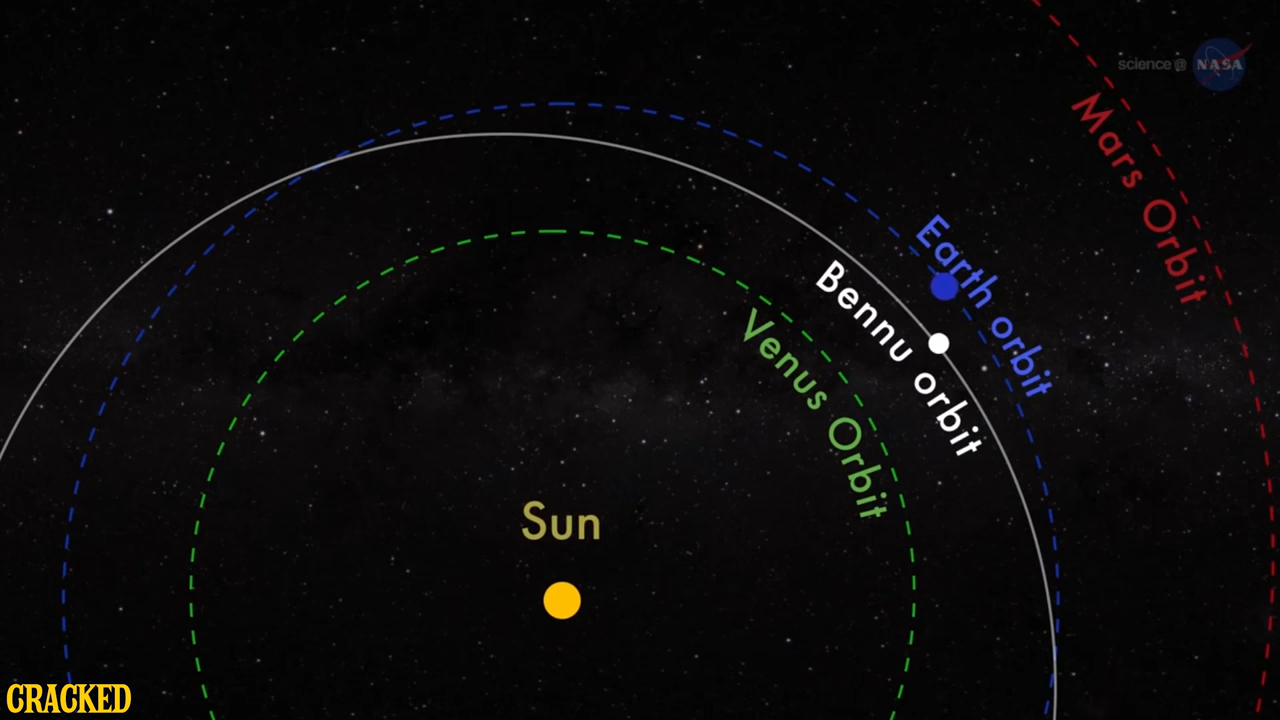 science@ NASA
Mars Orbit
Earth orbit
Bennu orbit
Venus Orbit
Sun
CRACKED